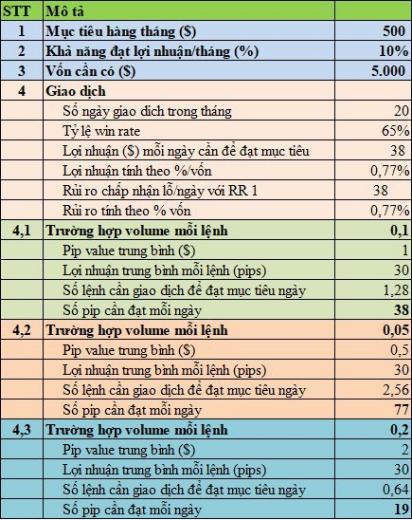 STT Mô tả
1 Mục tiêu hàng tháng ($) 500
2 Khả năng đạt lợi nhuận/tháng (%) 10%
3 Vốn cần có ($) 5.000
4 Giao dịch
Số ngày giao dich trong tháng 20
Tỷ lệ win rate 65%
Lợi nhuận ($) mỗi ngày cần để đạt mục tiêu 38
Lợi nhuận tính theo %/vốn 0,77%
Rủi ro chấp nhận lỗ/ngày với RR 1 38
Rủi ro tính theo % vốn 0,77%
4,1 Trường hợp volume mỗi lệnh 0,1
Pip value trung bình ($) 1
Lợi nhuận trung bình mỗi lệnh (pips) 30
Số lệnh cần giao dịch để đạt mục tiêu ngày 1,28
Số pip cần đạt mỗi ngày 38
4,2 Trường hợp volume mỗi lệnh 0,05
Pip value trung bình ($) 0,5
Lợi nhuận trung bình mỗi lệnh (pips) 30
Số lệnh cần giao dịch để đạt mục tiêu ngày 2,56
Số pip cần đạt mỗi ngày 77
4,3 Trường hợp volume mỗi lệnh 0,2
Pip value trung bình ($) 2
Lợi nhuận trung bình mỗi lệnh (pips) 30
Số lệnh cần giao dịch để đạt mục tiêu ngày 0,64
Số pip cần đạt mỗi ngày 19